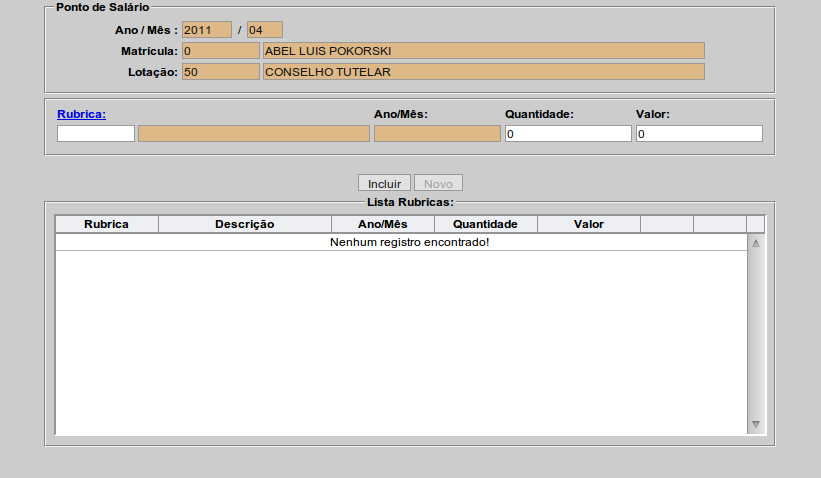 Ponto de Salário
Ano / Mês : 2011 / 04
Matrícula: 0 ABEL LUIS POKORSKI
Lotação: 50 CONSELHO TUTELAR
Rubrica: Ano/Mês: Quantidade: Valor:
0 0
Incluir Novo
Lista Rubricas:
Rubrica Descrição Ano/Mês Quantidade Valor
Nenhum registro encontrado!